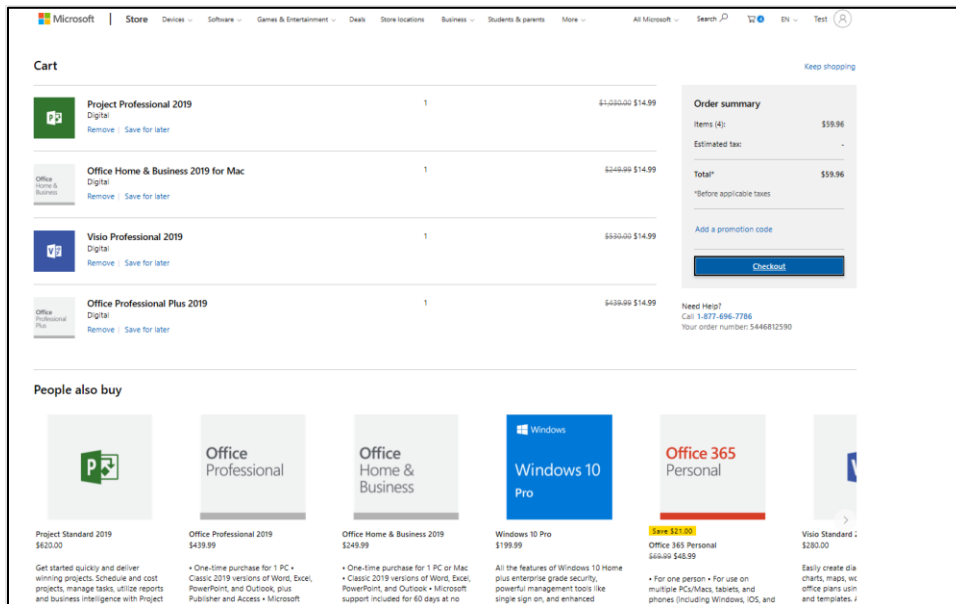 Microsoft | Store Devices Software Games & Entertainment Deals Store locations Business Students & parents More All Microsoft Search 4 EN Test
Cart
Keep shopping
Project Professional 2019
Digital
Remove | Save for later
1
$1,030.00 $14.99
Office
Home &
Business
Office Home & Business 2019 for Mac
Digital
Remove | Save for later
1
$249.99 $14.99
Visio Professional 2019
Digital
Remove | Save for later
1
$530.00 $14.99
Office
Professional
Plus
Office Professional Plus 2019
Digital
Remove | Save for later
1
$439.99 $14.99
Order summary
Items (4): $59.96
Estimated tax: -
Total* $59.96
*Before applicable taxes
Add a promotion code
Checkout
Need Help?
Call 1-877-696-7786
Your order number: 5446812590
People also buy
P
Project Standard 2019
$620.00
Get started quickly and deliver
winning projects. Schedule and cost
projects, manage tasks, utilize reports
and business intelligence with Project
Office
Professional
Office Professional 2019
$439.99
• One-time purchase for 1 PC •
Classic 2019 versions of Word, Excel,
PowerPoint, and Outlook, plus
Publisher and Access • Microsoft
Office
Home &
Business
Office Home & Business 2019
$249.99
• One-time purchase for 1 PC or Mac
• Classic 2019 versions of Word, Excel,
PowerPoint, and Outlook • Microsoft
support included for 60 days at no
Windows
Windows 10
Pro
Windows 10 Pro
$199.99
All the features of Windows 10 Home
plus enterprise grade security,
powerful management tools like
single sign on, and enhanced
Office 365
Personal
Save $21.00
Office 365 Personal
$69.99 $48.99
• For one person • For use on
multiple PCs/Macs, tablets, and
phones (including Windows, iOS, and
Visio Standard
$280.00
Easily create dia
charts, maps, wo
office plans usin
and templates.